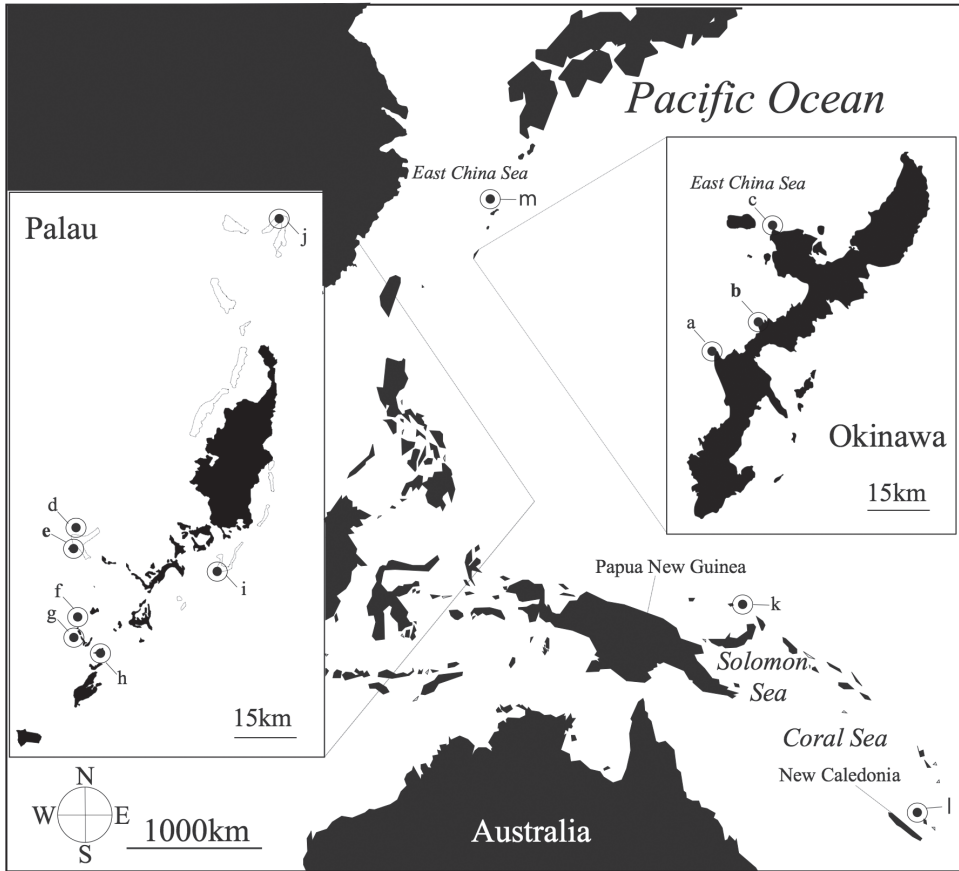 Pacific Ocean
East China Sea
m
East China Sea
c
b
a
Okinawa
15km
Palau
j
d
e
f
g
h
i
15km
Papua New Guinea
k
Solomon
Sea
Coral Sea
New Caledonia
l
Australia
N
W E
S
1000km